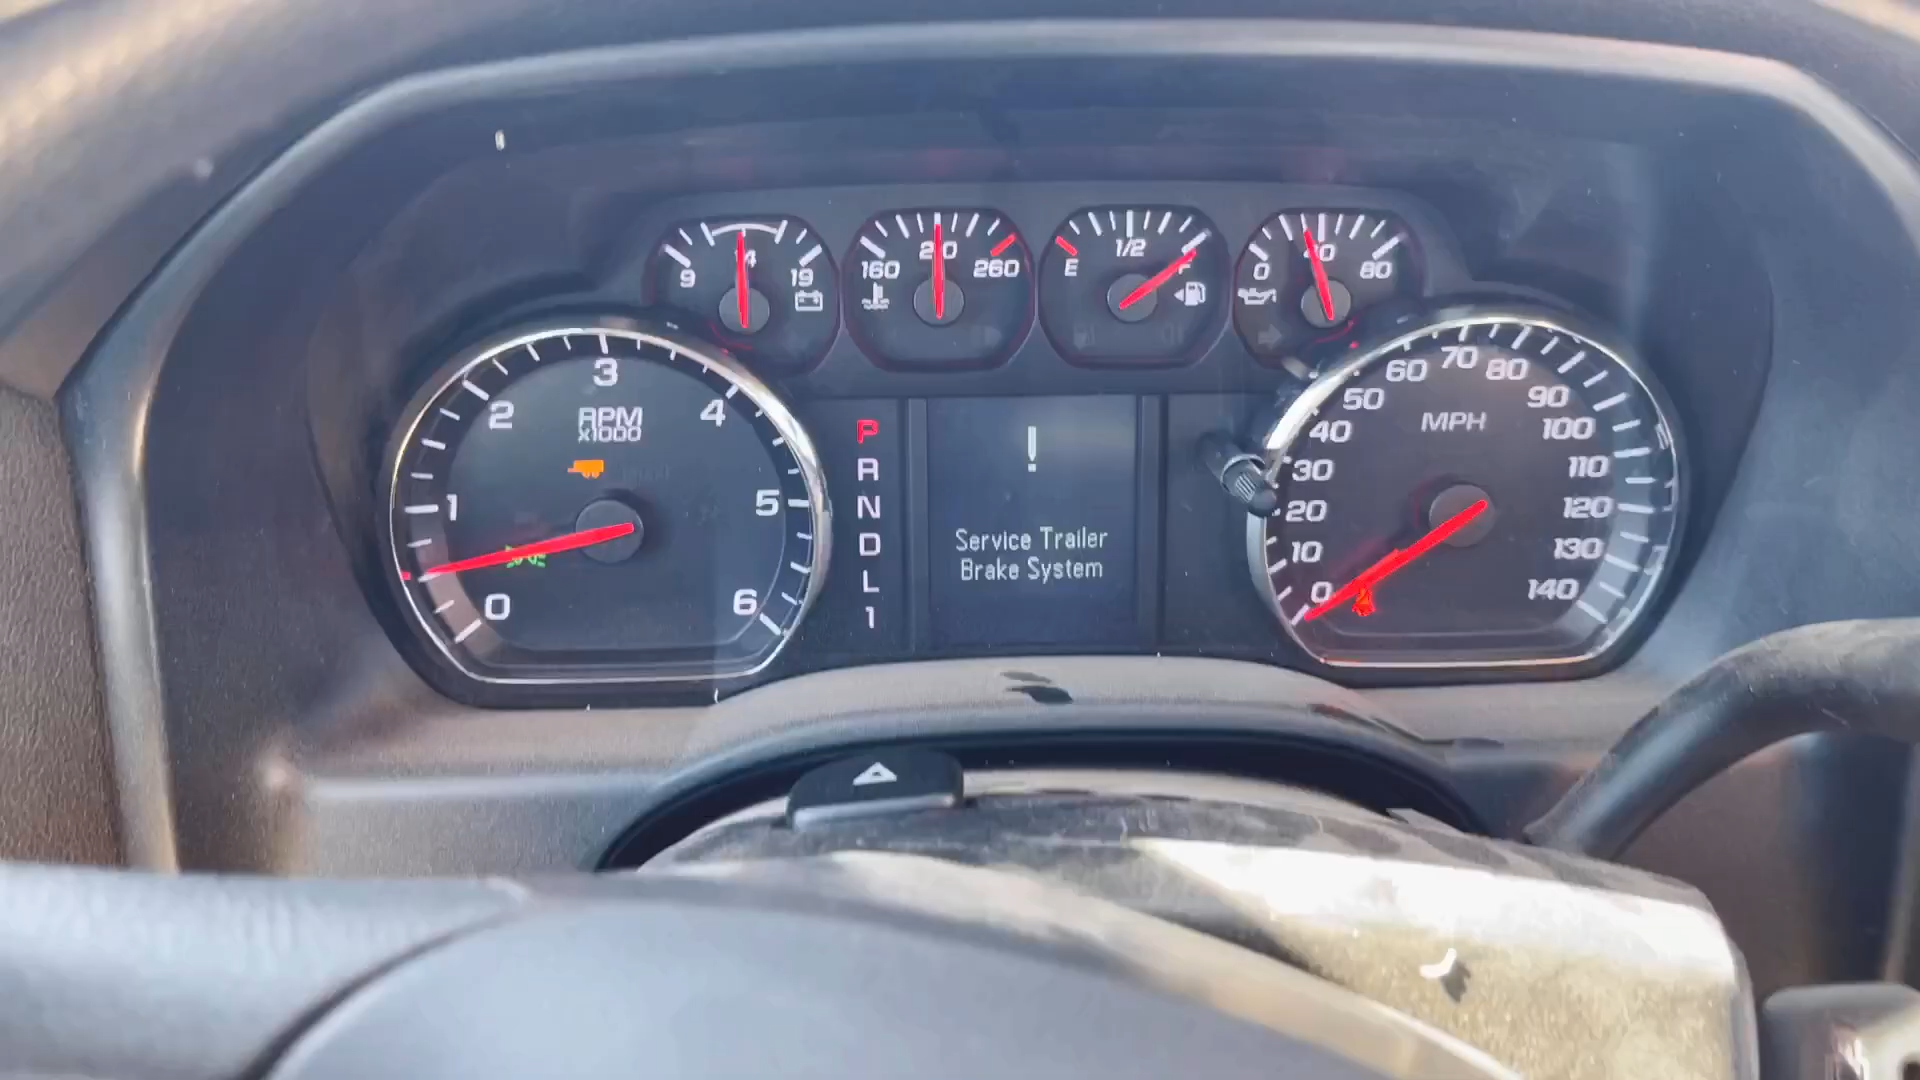 9 14 19
160 210 260
E 1/2 F
0 40 80
0 1 2 3 4 5 6
RPM
x1000
P
R
N
D
L
1
!
Service Trailer
Brake System
0 10 20 30 40 50 60 70 80 90 100 110 120 130 140
MPH